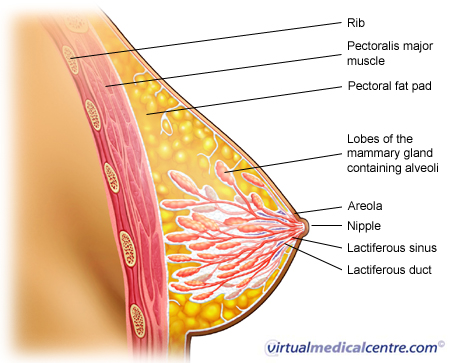 Rib
Pectoralis major
muscle
Pectoral fat pad
Lobes of the
mammary gland
containing alveoli
Areola
Nipple
Lactiferous sinus
Lactiferous duct
virtualmedicalcentre.com©